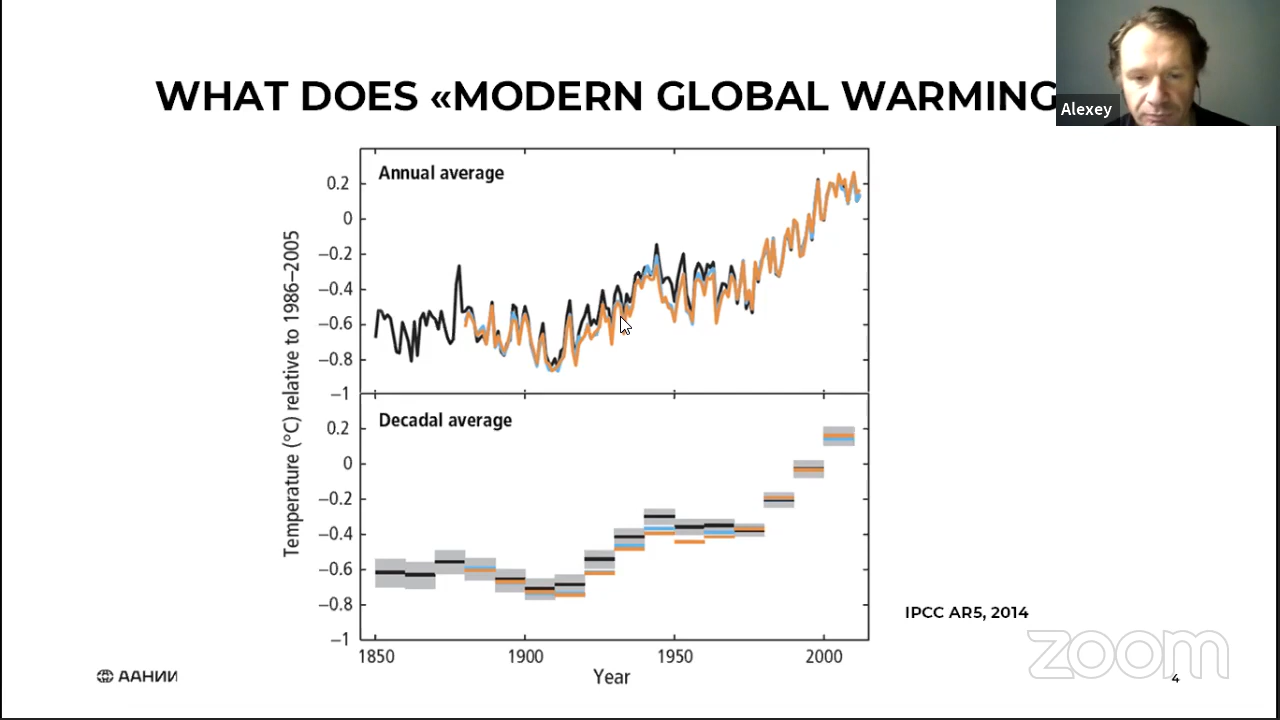 WHAT DOES «MODERN GLOBAL WARMING
Alexey
Annual average
0.2
0
−0.2
−0.4
−0.6
−0.8
−1
Temperature (°C) relative to 1986–2005
Decadal average
0.2
0
−0.2
−0.4
−0.6
−0.8
−1
1850 1900 1950 2000
Year
IPCC AR5, 2014
zoom
ААНИИ
4